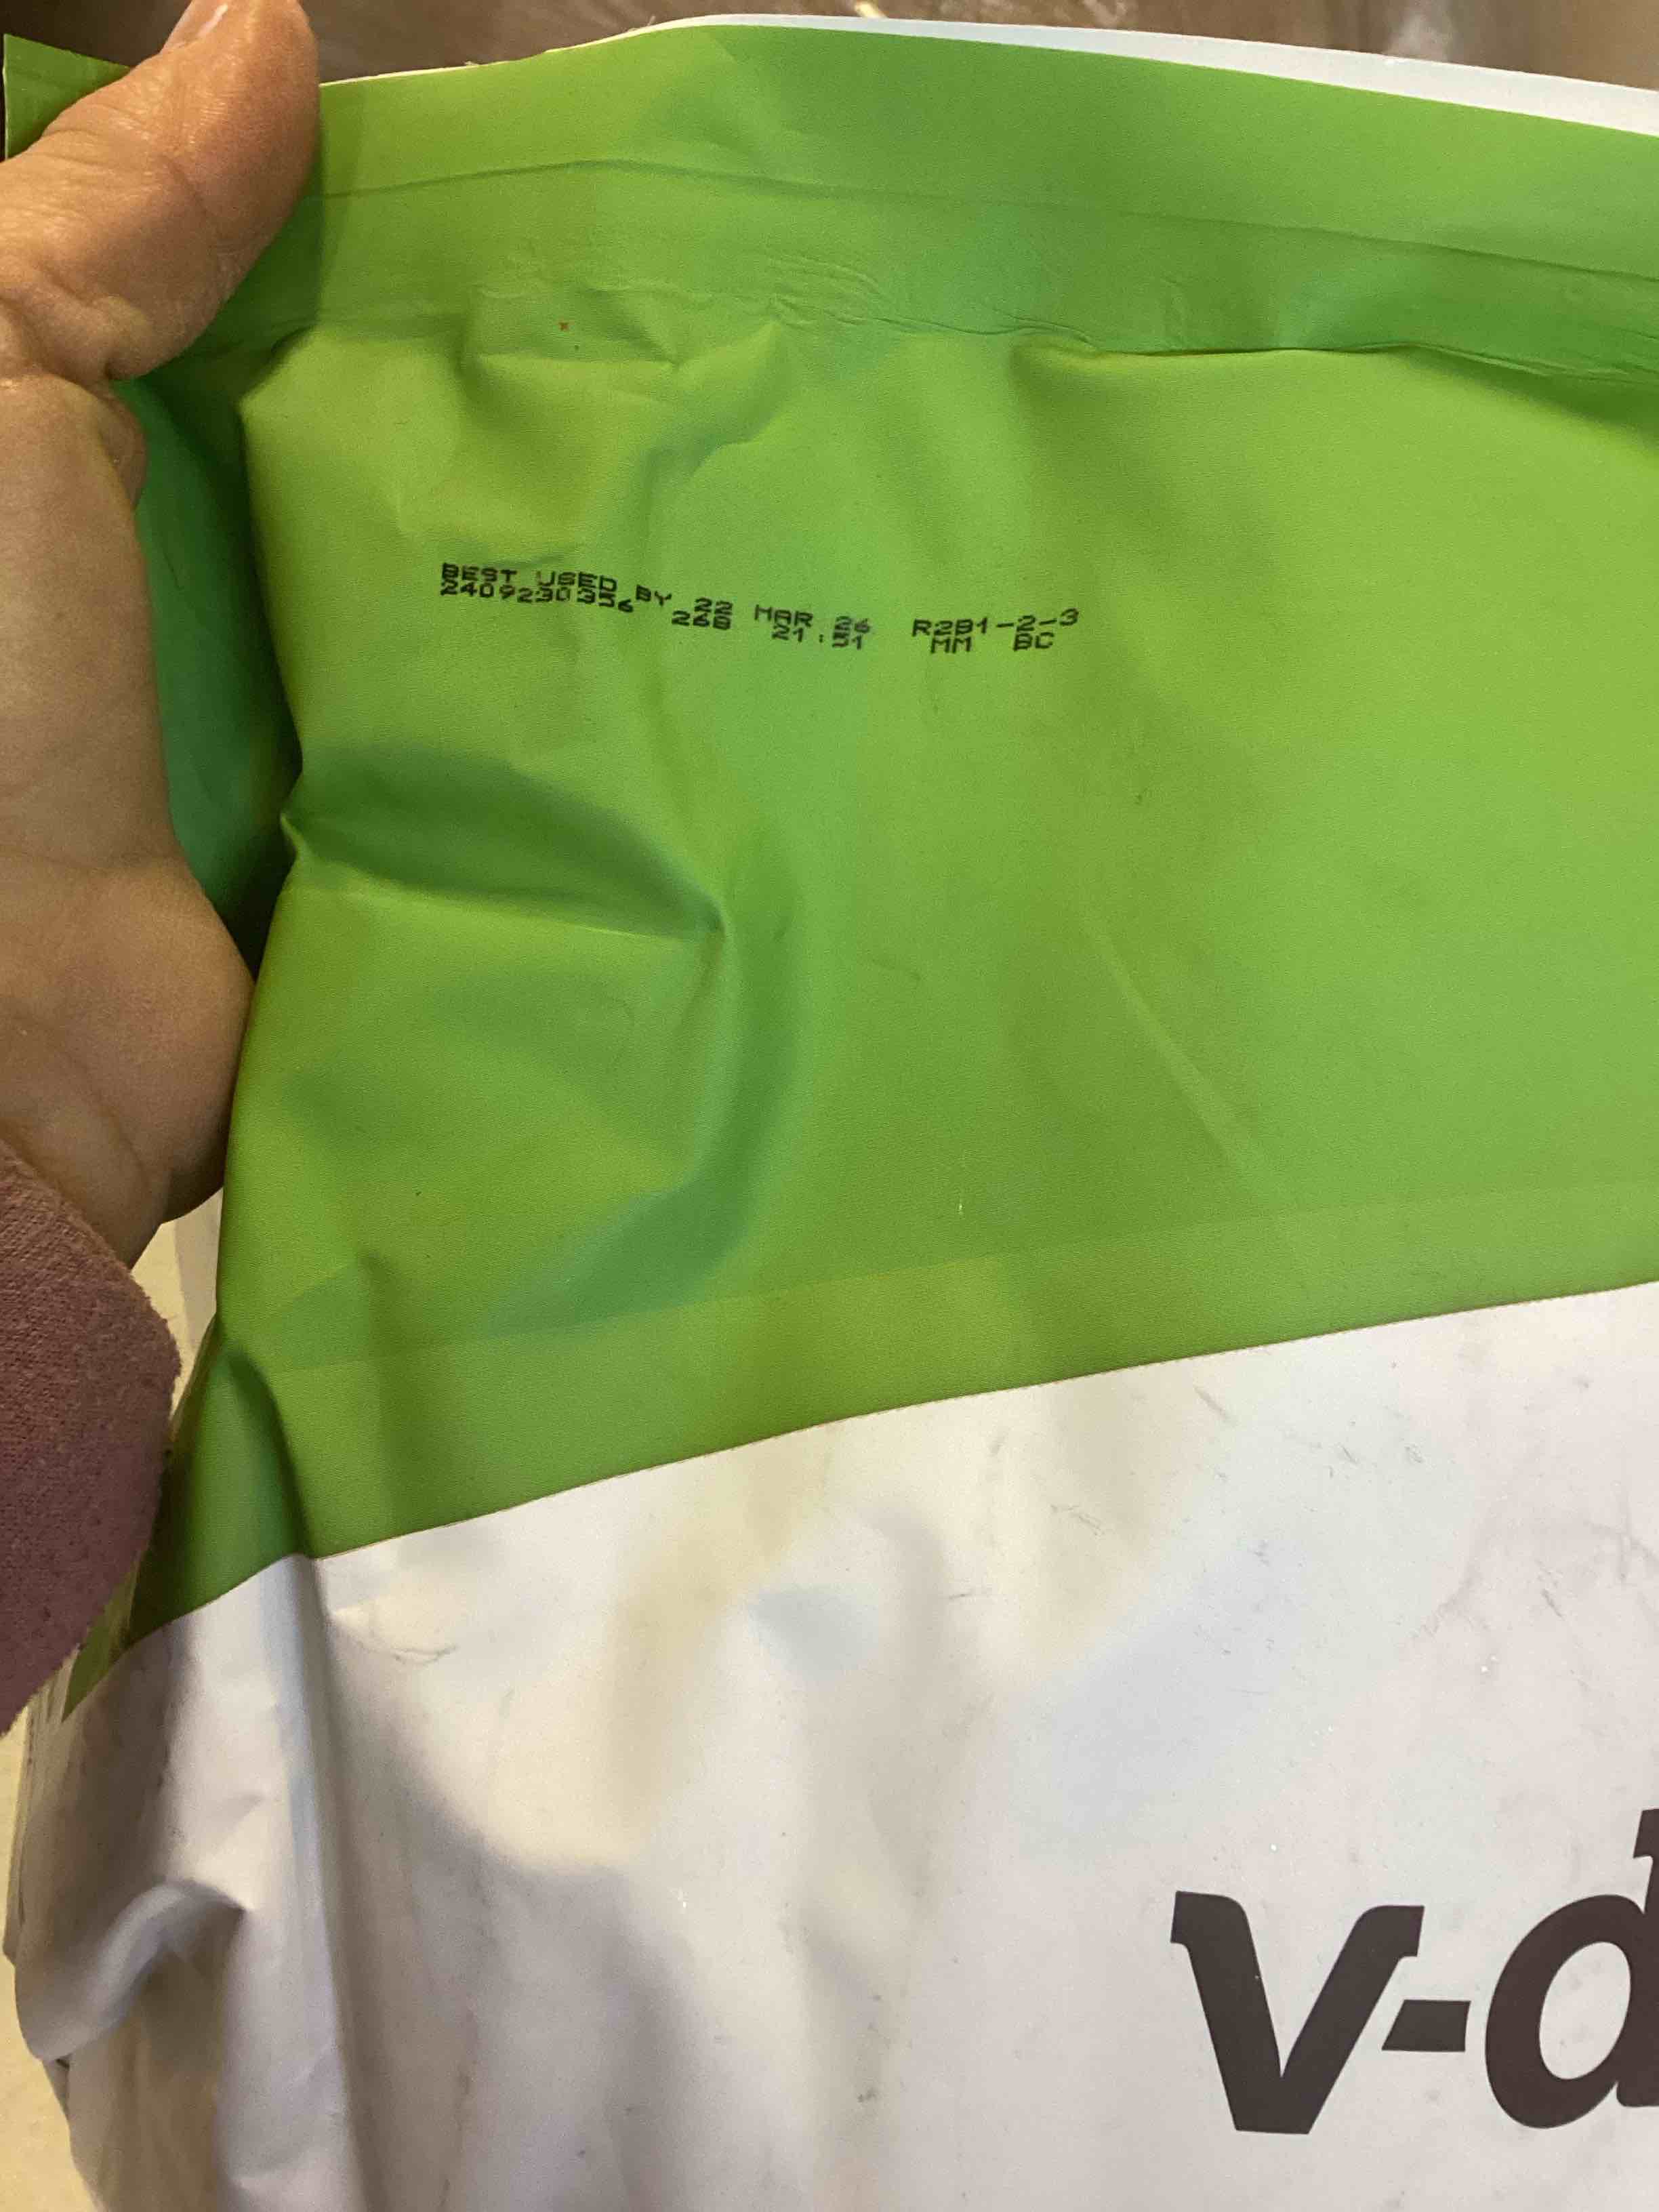 BEST USED BY 22 MAR 26 R2B1-2-3
2409230356 268 21:51 MM BC
v-d